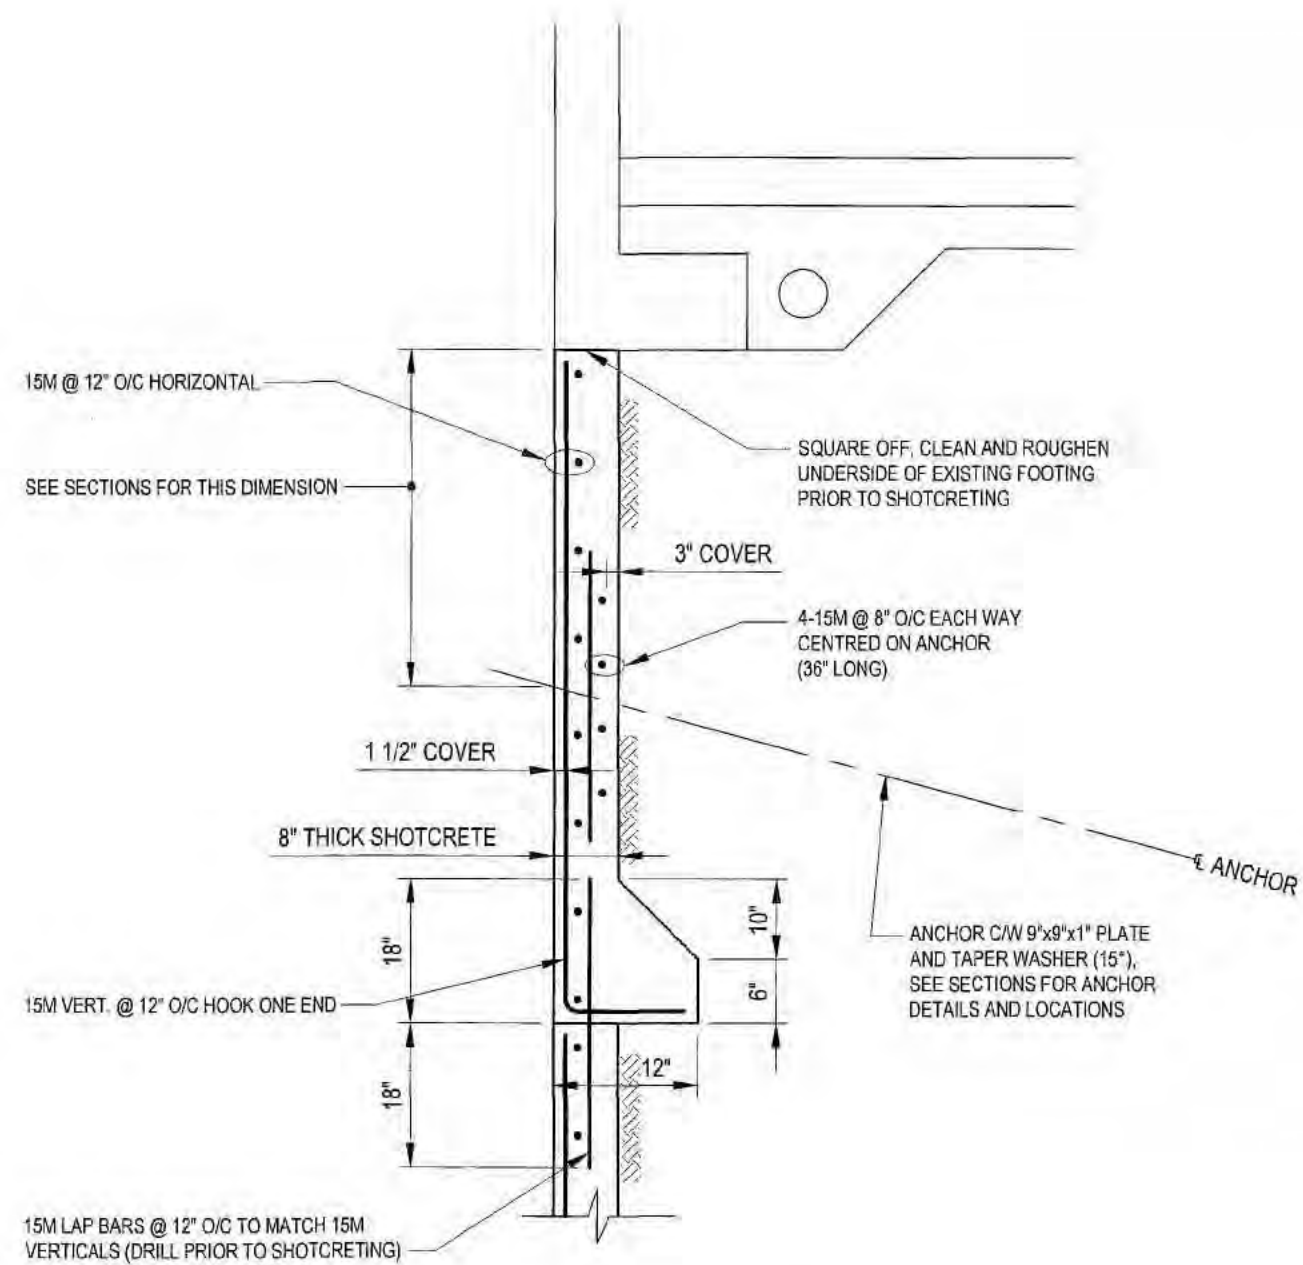 15M @ 12" O/C HORIZONTAL
SEE SECTIONS FOR THIS DIMENSION
SQUARE OFF, CLEAN AND ROUGHEN
UNDERSIDE OF EXISTING FOOTING
PRIOR TO SHOTCRETING
3" COVER
4-15M @ 8" O/C EACH WAY
CENTRED ON ANCHOR
(36" LONG)
1 1/2" COVER
8" THICK SHOTCRETE
℄ ANCHOR
18"
10"
6"
ANCHOR C/W 9"x9"x1" PLATE
AND TAPER WASHER (15°),
SEE SECTIONS FOR ANCHOR
DETAILS AND LOCATIONS
15M VERT. @ 12" O/C HOOK ONE END
12"
18"
15M LAP BARS @ 12" O/C TO MATCH 15M
VERTICALS (DRILL PRIOR TO SHOTCRETING)